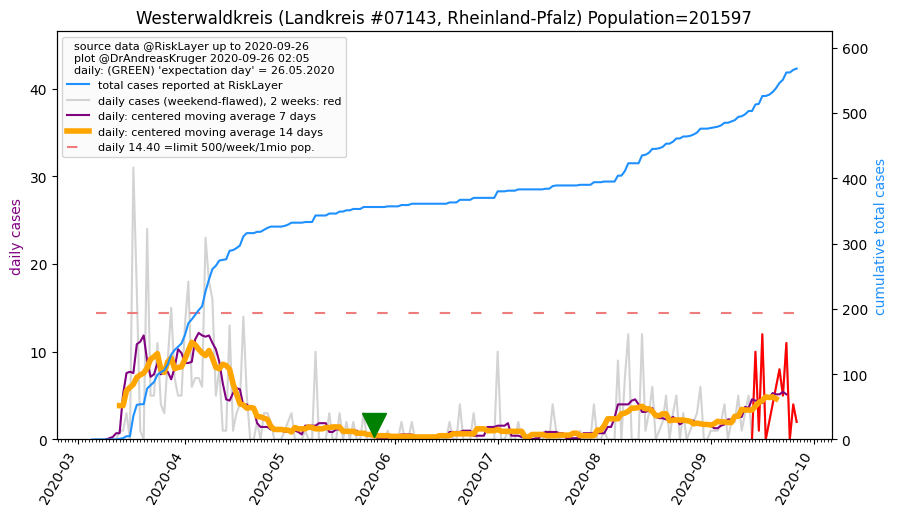 Westerwaldkreis (Landkreis #07143, Rheinland-Pfalz) Population=201597
source data @RiskLayer up to 2020-09-26
plot @DrAndreasKruger 2020-09-26 02:05
daily: (GREEN) 'expectation day' = 26.05.2020
total cases reported at RiskLayer
daily cases (weekend-flawed), 2 weeks: red
daily: centered moving average 7 days
daily: centered moving average 14 days
daily 14.40 =limit 500/week/1mio pop.
daily cases
40
30
20
10
0
cumulative total cases
600
500
400
300
200
100
0
2020-03
2020-04
2020-05
2020-06
2020-07
2020-08
2020-09
2020-10